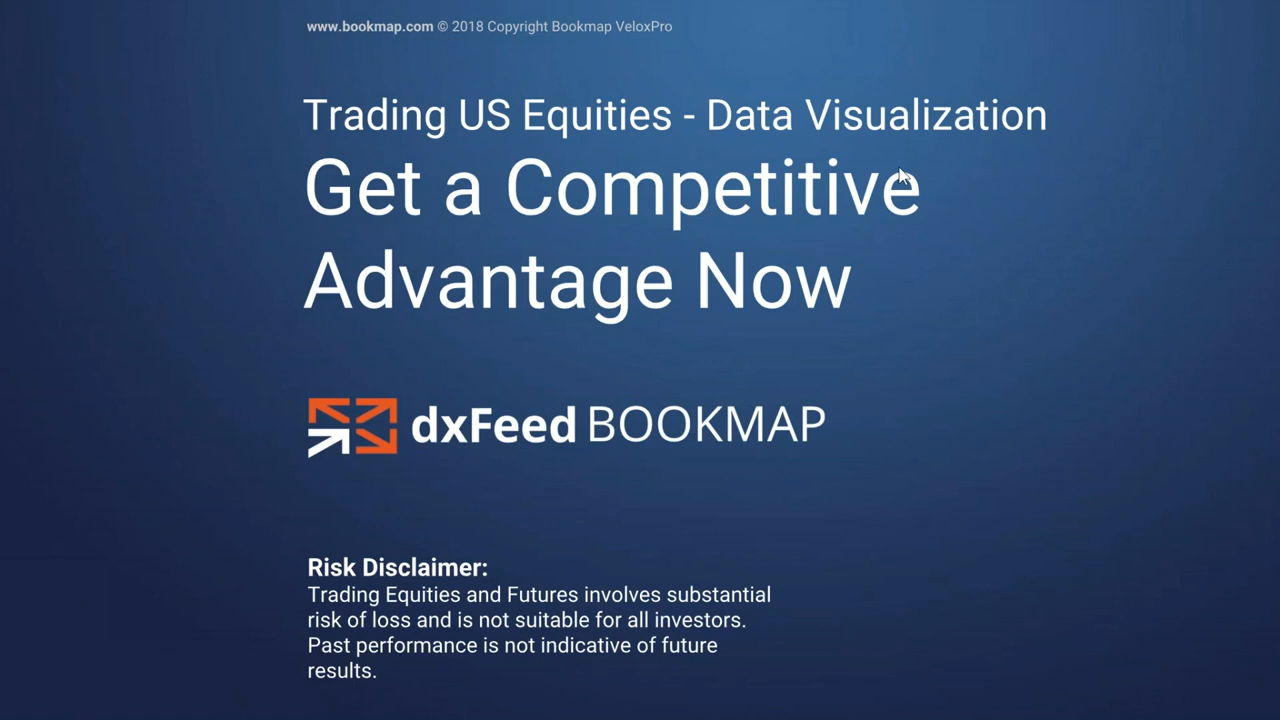 www.bookmap.com © 2018 Copyright Bookmap VeloxPro
Trading US Equities - Data Visualization
Get a Competitive
Advantage Now
dxFeed BOOKMAP
Risk Disclaimer:
Trading Equities and Futures involves substantial
risk of loss and is not suitable for all investors.
Past performance is not indicative of future
results.